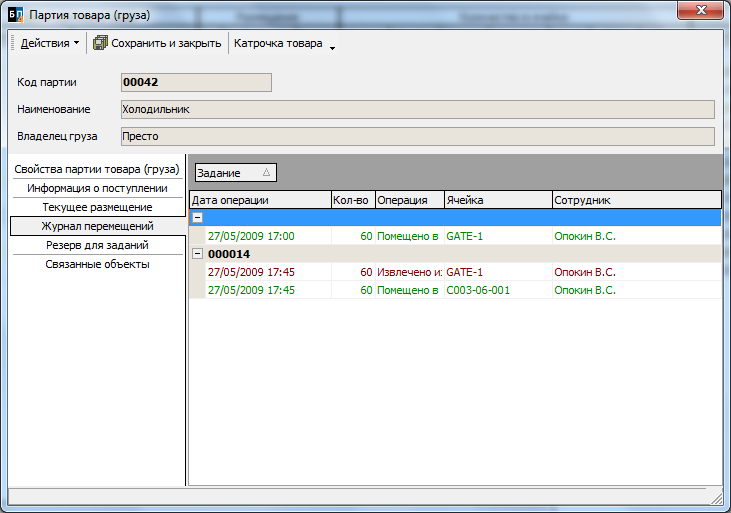 БП Партия товара (груза)
Действия Сохранить и закрыть Катрочка товара
Код партии 00042
Наименование Холодильник
Владелец груза Престо
Свойства партии товара (груза)
Информация о поступлении
Текущее размещение
Журнал перемещений
Резерв для заданий
Связанные объекты
Задание
Дата операции Кол-во Операция Ячейка Сотрудник
27/05/2009 17:00 60 Помещено в GATE-1 Опокин В.С.
000014
27/05/2009 17:45 60 Извлечено из GATE-1 Опокин В.С.
27/05/2009 17:45 60 Помещено в C003-06-001 Опокин В.С.